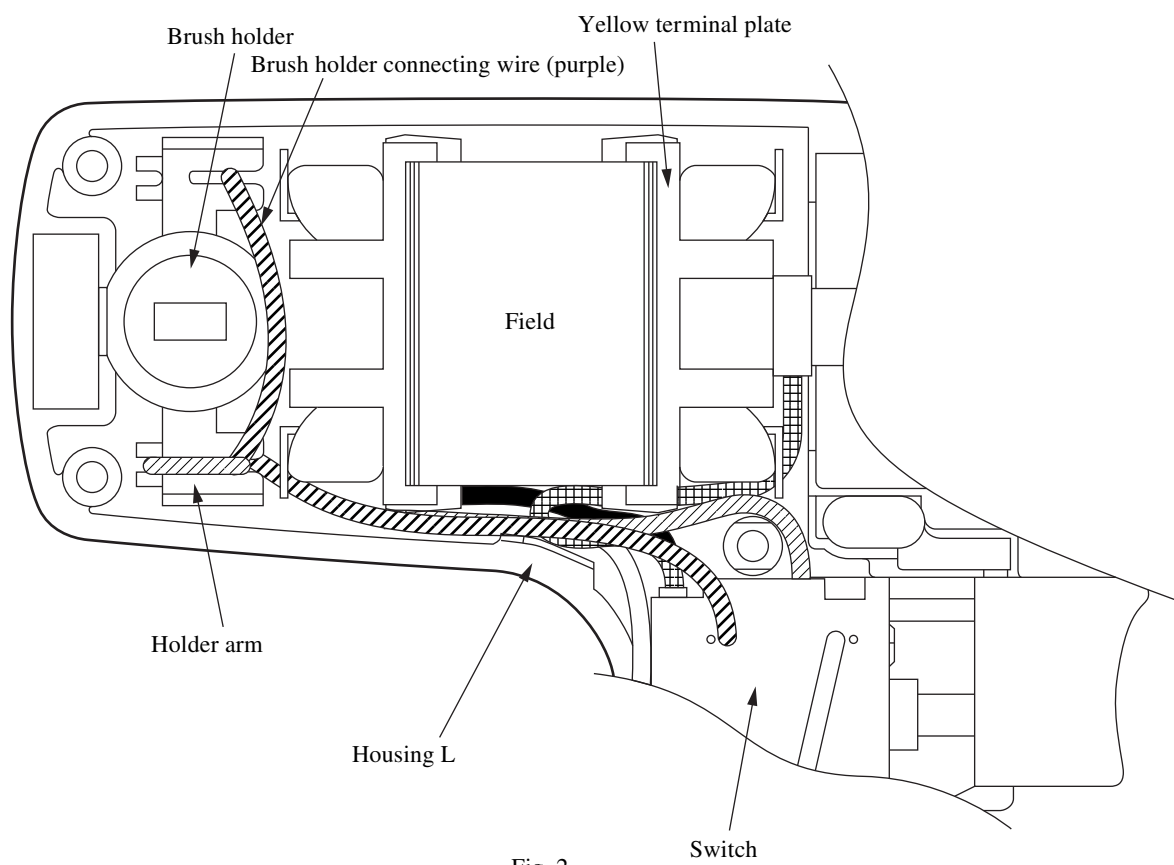 Yellow terminal plate
Brush holder
Brush holder connecting wire (purple)
Field
Holder arm
Housing L
Switch
Fig. 2